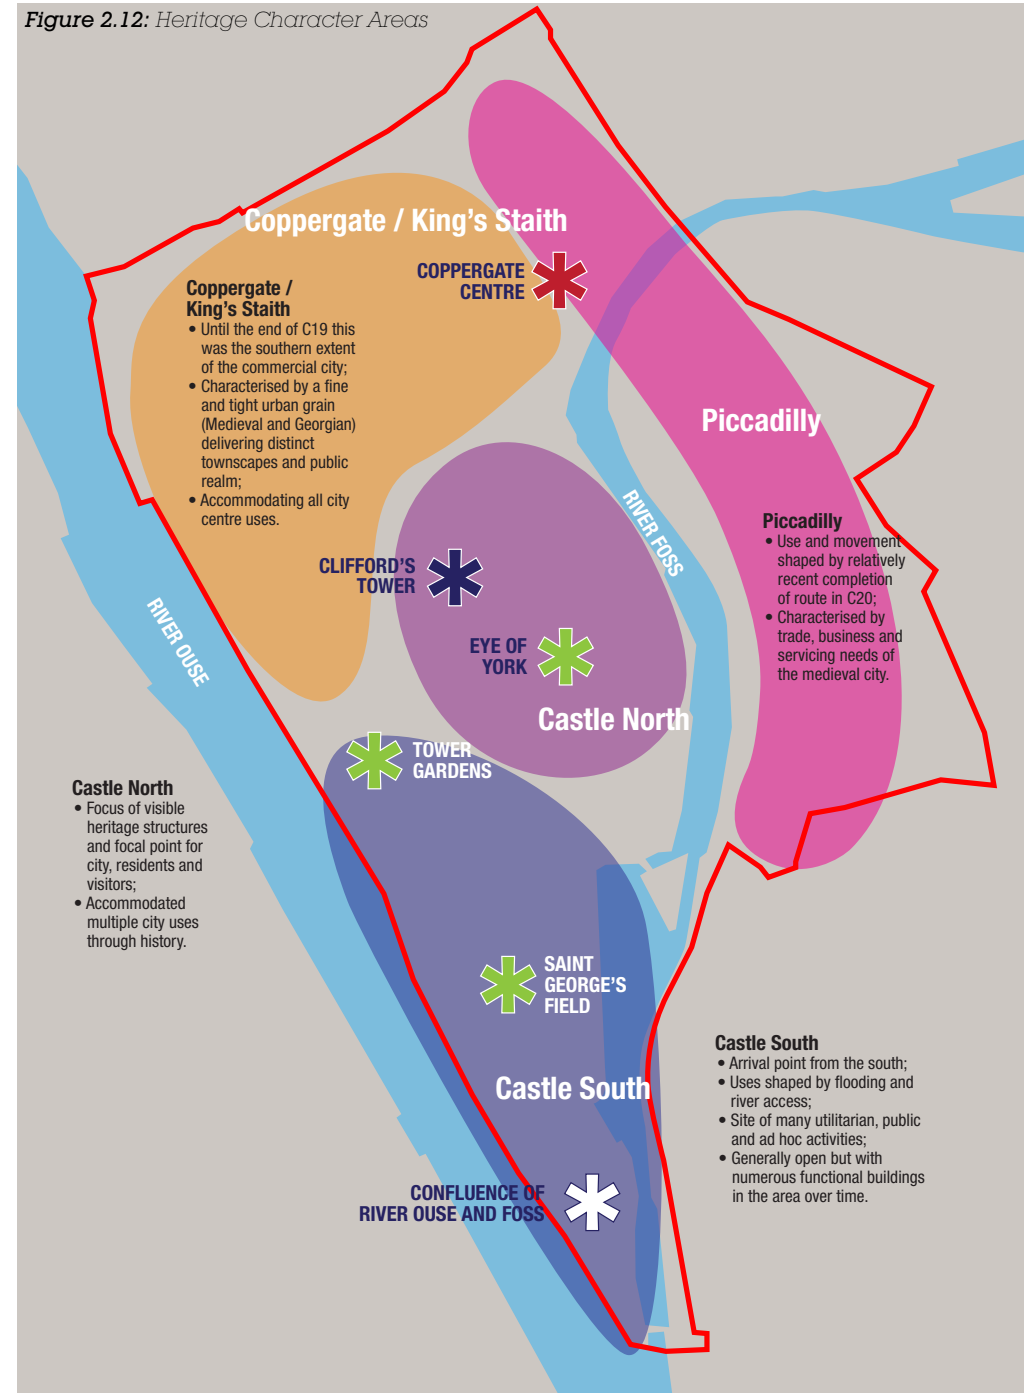 Figure 2.12: Heritage Character Areas
Coppergate / King's Staith
COPPERGATE
CENTRE
Coppergate /
King's Staith
• Until the end of C19 this
was the southern extent
of the commercial city;
• Characterised by a fine
and tight urban grain
(Medieval and Georgian)
delivering distinct
townscapes and public
realm;
• Accommodating all city
centre uses.
Piccadilly
RIVER FOSS
Piccadilly
• Use and movement
shaped by relatively
recent completion
of route in C20;
• Characterised by
trade, business and
servicing needs of
the medieval city.
CLIFFORD'S
TOWER
RIVER OUSE
EYE OF
YORK
Castle North
TOWER
GARDENS
Castle North
• Focus of visible
heritage structures
and focal point for
city, residents and
visitors;
• Accommodated
multiple city uses
through history.
SAINT
GEORGE'S
FIELD
Castle South
Castle South
• Arrival point from the south;
• Uses shaped by flooding and
river access;
• Site of many utilitarian, public
and ad hoc activities;
• Generally open but with
numerous functional buildings
in the area over time.
CONFLUENCE OF
RIVER OUSE AND FOSS